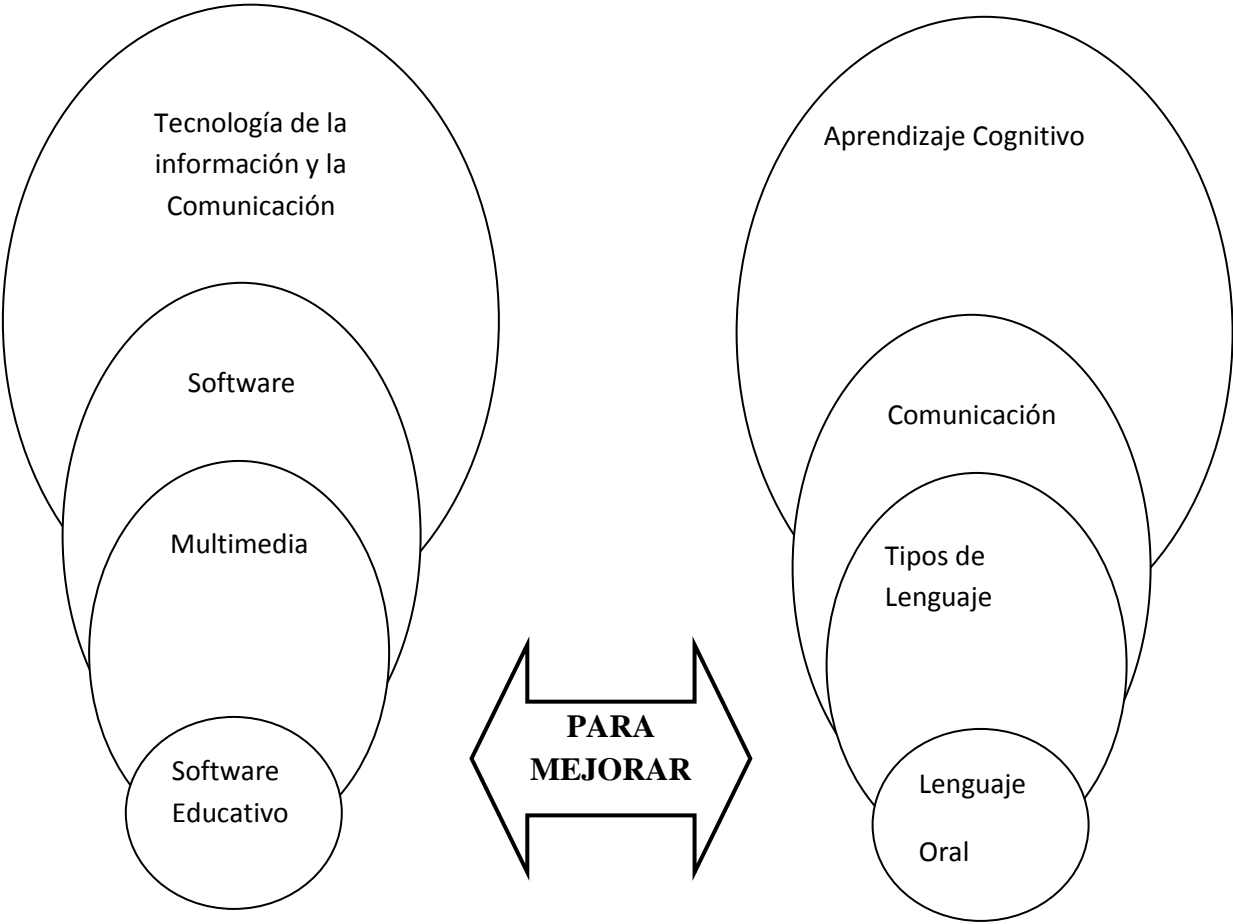 Tecnología de la
información y la
Comunicación
Software
Multimedia
Software
Educativo
PARA
MEJORAR
Aprendizaje Cognitivo
Comunicación
Tipos de
Lenguaje
Lenguaje
Oral